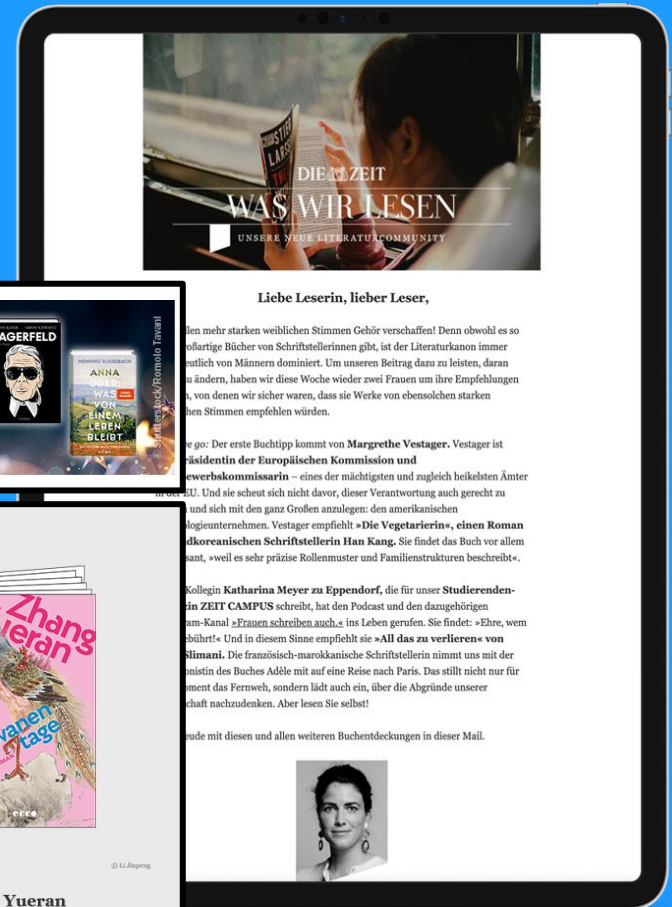 STIEG
LARS
THE
DIE ZEIT
WAS WIR LESEN
UNSERE NEUE LITERATURCOMMUNITY
Liebe Leserin, lieber Leser,
len mehr starken weiblichen Stimmen Gehör verschaffen! Denn obwohl es so
roßartige Bücher von Schriftstellerinnen gibt, ist der Literaturkanon immer
eutlich von Männern dominiert. Um unseren Beitrag dazu zu leisten, daran
u ändern, haben wir diese Woche wieder zwei Frauen um ihre Empfehlungen
n, von denen wir sicher waren, dass sie Werke von ebensolchen starken
hen Stimmen empfehlen würden.
e go: Der erste Buchtipp kommt von Margrethe Vestager. Vestager ist
räsidentin der Europäischen Kommission und
ewerbskommissarin – eines der mächtigsten und zugleich heikelsten Ämter
in der EU. Und sie scheut sich nicht davor, dieser Verantwortung auch gerecht zu
und sich mit den ganz Großen anzulegen: den amerikanischen
ologieunternehmen. Vestager empfiehlt »Die Vegetarierin«, einen Roman
dkoreanischen Schriftstellerin Han Kang. Sie findet das Buch vor allem
sant, »weil es sehr präzise Rollenmuster und Familienstrukturen beschreibt«.
Kollegin Katharina Meyer zu Eppendorf, die für unser Studierenden-
zin ZEIT CAMPUS schreibt, hat den Podcast und den dazugehörigen
ram-Kanal »Frauen schreiben auch.« ins Leben gerufen. Sie findet: »Ehre, wem
ebührt!« Und in diesem Sinne empfiehlt sie »All das zu verlieren« von
Slimani. Die französisch-marokkanische Schriftstellerin nimmt uns mit der
onistin des Buches Adèle mit auf eine Reise nach Paris. Das stillt nicht nur für
oment das Fernweh, sondern lädt auch ein, über die Abgründe unserer
chaft nachzudenken. Aber lesen Sie selbst!
eude mit diesen und allen weiteren Buchentdeckungen in dieser Mail.
AGERFELD
HENNING SUSSEBACH
ANNA
ODER:
WAS
VON
EINEM
LEBEN
BLEIBT
© Shutterstock/Romolo Tavani
Zhang
ueran
wanen
tage
ecco
© Li Jinpeng
Yueran